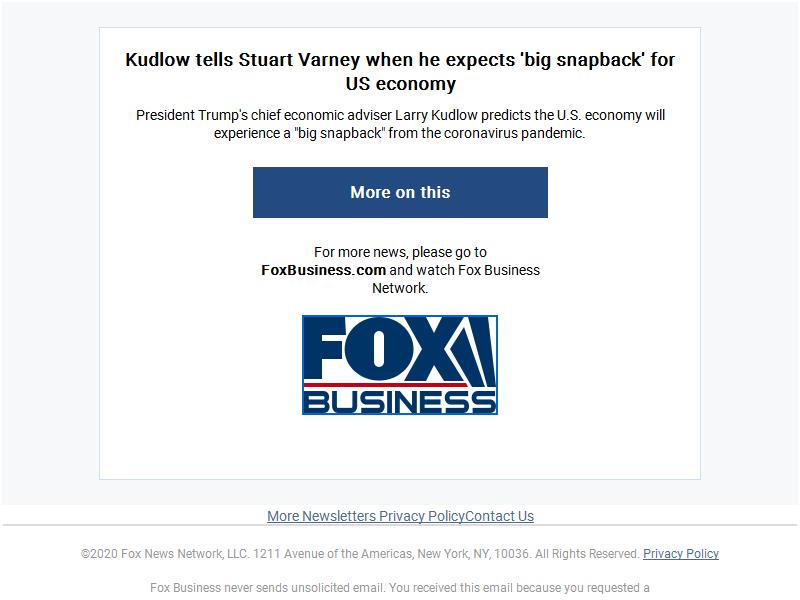 Kudlow tells Stuart Varney when he expects 'big snapback' for
US economy
President Trump's chief economic adviser Larry Kudlow predicts the U.S. economy will
experience a "big snapback" from the coronavirus pandemic.
More on this
For more news, please go to
FoxBusiness.com and watch Fox Business
Network.
FOX
BUSINESS
More Newsletters Privacy PolicyContact Us
©2020 Fox News Network, LLC. 1211 Avenue of the Americas, New York, NY, 10036. All Rights Reserved. Privacy Policy
Fox Business never sends unsolicited email. You received this email because you requested a